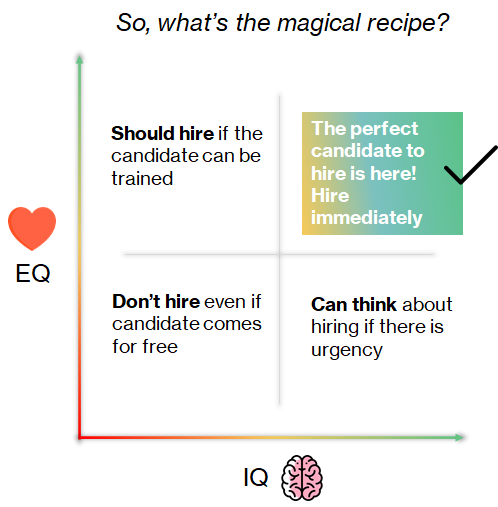 So, what's the magical recipe?
Should hire if the
candidate can be
trained
The perfect
candidate to
hire is here!
Hire
immediately
EQ
Don't hire even if
candidate comes
for free
Can think about
hiring if there is
urgency
IQ